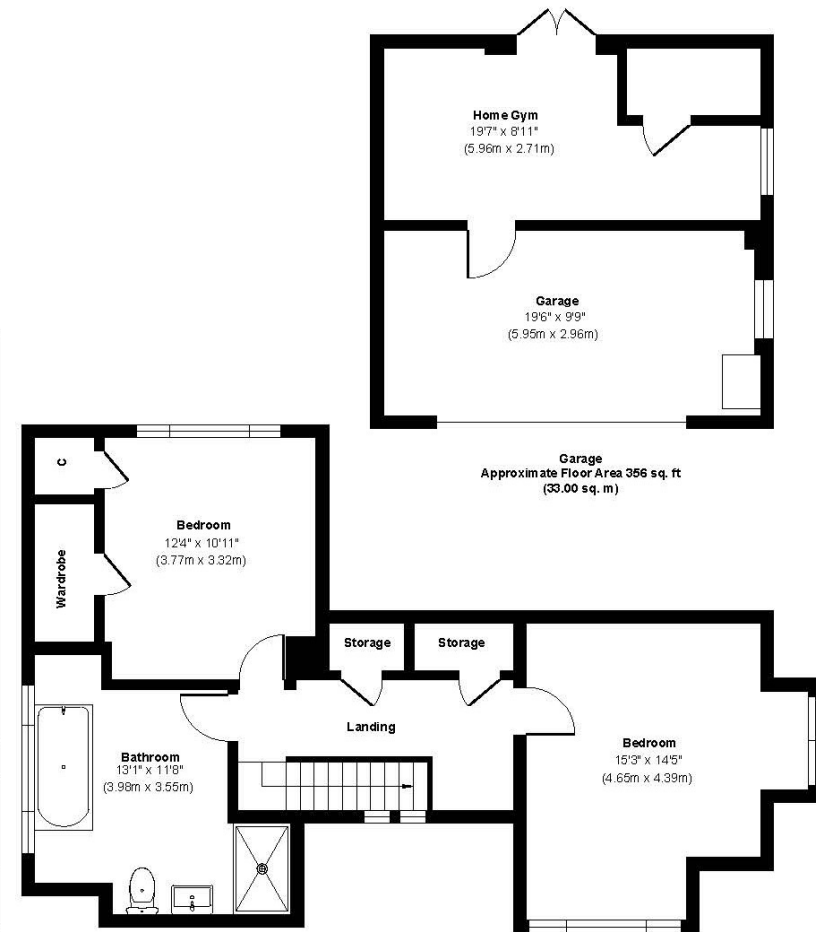 Home Gym
19'7" x 8'11"
(5.96m x 2.71m)
Garage
19'6" x 9'9"
(5.95m x 2.96m)
Garage
Approximate Floor Area 356 sq. ft
(33.00 sq. m)
C
Wardrobe
Bedroom
12'4" x 10'11"
(3.77m x 3.32m)
Storage
Storage
Landing
Bathroom
13'1" x 11'8"
(3.98m x 3.55m)
Bedroom
15'3" x 14'5"
(4.65m x 4.39m)